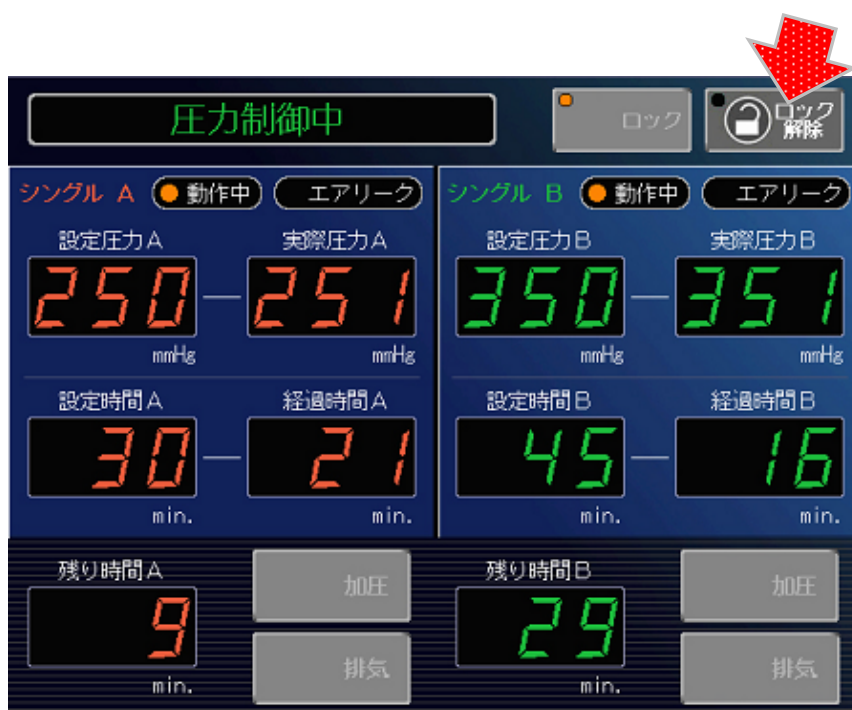 圧力制御中
ロック
ロック
解除
シングル A
動作中
エアリーク
シングル B
動作中
エアリーク
設定圧力A
実際圧力A
設定圧力B
実際圧力B
250
251
350
351
mmHg
mmHg
mmHg
mmHg
設定時間A
経過時間A
設定時間B
経過時間B
30
21
45
16
min.
min.
min.
min.
残り時間A
加圧
残り時間B
加圧
9
29
排気
排気
min.
min.